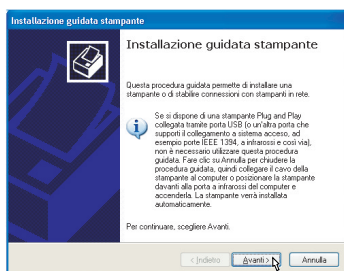 Installazione guidata stampante
Installazione guidata stampante
Questa procedura guidata permette di installare una
stampante o di stabilire connessioni con stampanti in rete.
Se si dispone di una stampante Plug and Play
collegata tramite porta USB (o un'altra porta che
supporti il collegamento a sistema acceso, ad
esempio porte IEEE 1394, a infrarossi e così via),
non è necessario utilizzare questa procedura
guidata. Fare clic su Annulla per chiudere la
procedura guidata, quindi collegare il cavo della
stampante al computer o posizionare la stampante
davanti alla porta a infrarossi del computer e
accenderla. La stampante verrà installata
automaticamente.
Per continuare, scegliere Avanti.
< Indietro Avanti > Annulla